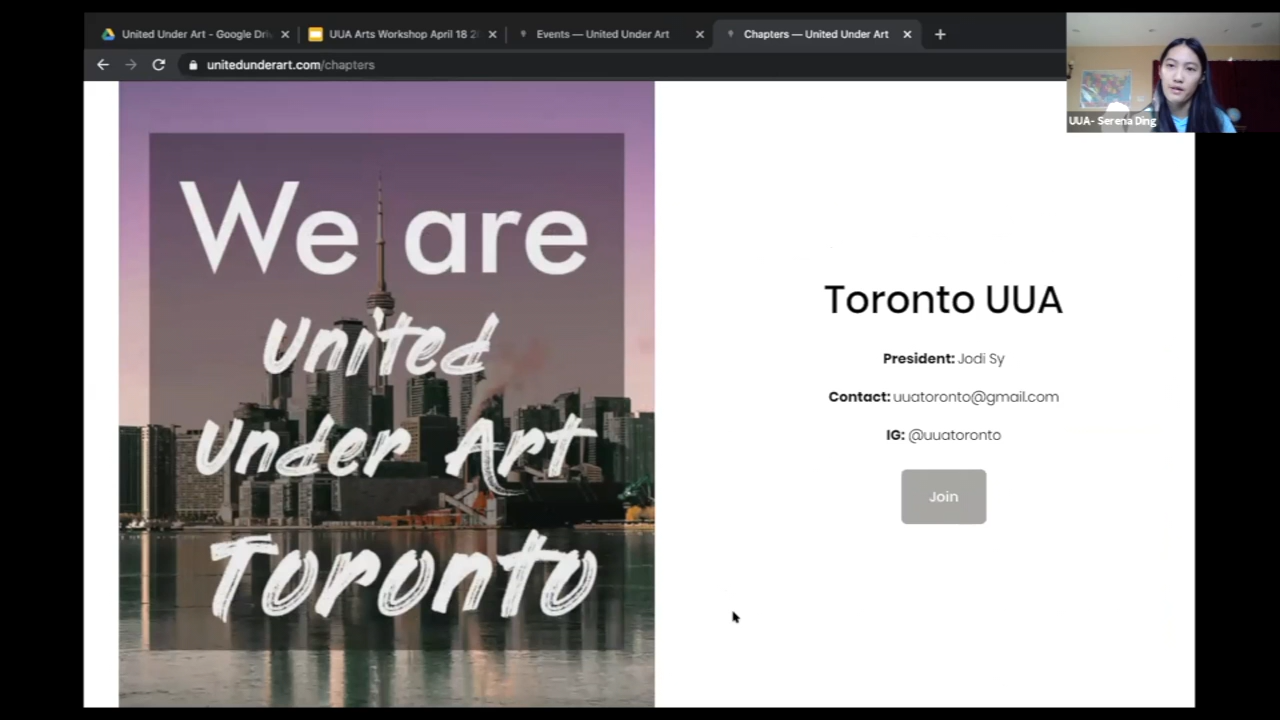 United Under Art - Google Driv
UUA Arts Workshop April 18 2
Events — United Under Art
Chapters — United Under Art
unitedunderart.com/chapters
UUA- Serena Ding
We are
United
Under Art
Toronto
Toronto UUA
President: Jodi Sy
Contact: uuatoronto@gmail.com
IG: @uuatoronto
Join